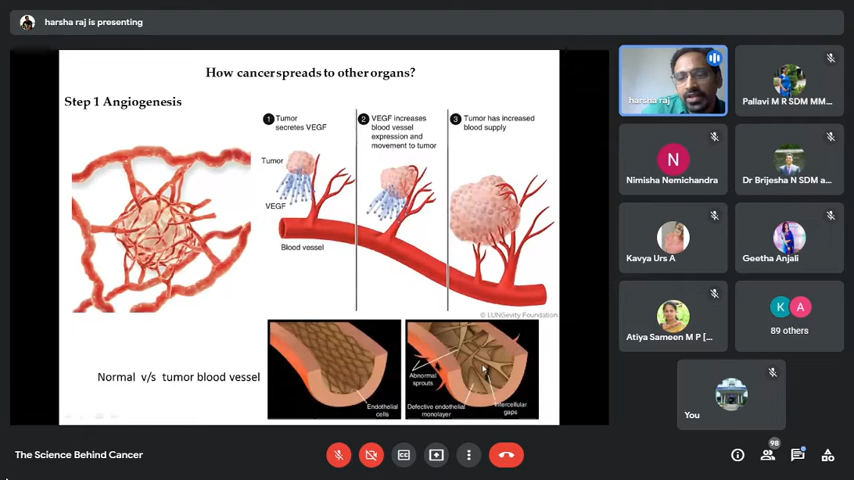 harsha raj is presenting
How cancer spreads to other organs?
Step 1 Angiogenesis
1 Tumor
secretes VEGF
2 VEGF increases
blood vessel
expression and
movement to tumor
3 Tumor has increased
blood supply
Tumor
VEGF
Blood vessel
© LUNGevity Foundation
Normal v/s tumor blood vessel
Endothelial
cells
Abnormal
sprouts
Defective endothelial
monolayer
Intercellular
gaps
harsha raj
Pallavi M R SDM MM...
N
Nimisha Nemichandra
Dr Brijesha N SDM a...
Kavya Urs A
Geetha Anjali
Atiya Sameen M P [...
K A
89 others
You
The Science Behind Cancer
CC
98